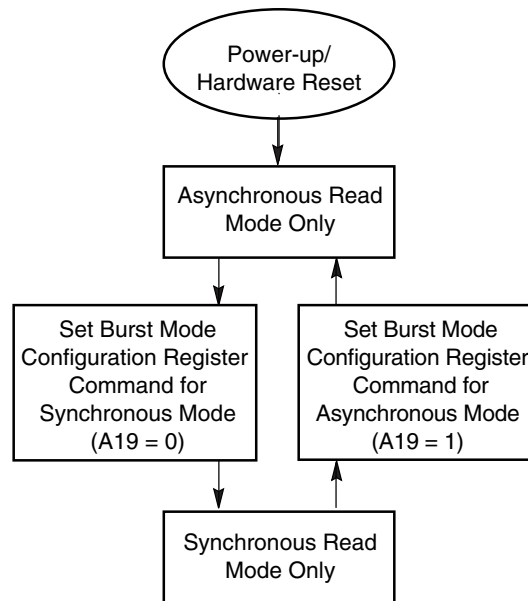 Power-up/
Hardware Reset
Asynchronous Read
Mode Only
Set Burst Mode
Configuration Register
Command for
Synchronous Mode
(A19 = 0)
Set Burst Mode
Configuration Register
Command for
Asynchronous Mode
(A19 = 1)
Synchronous Read
Mode Only